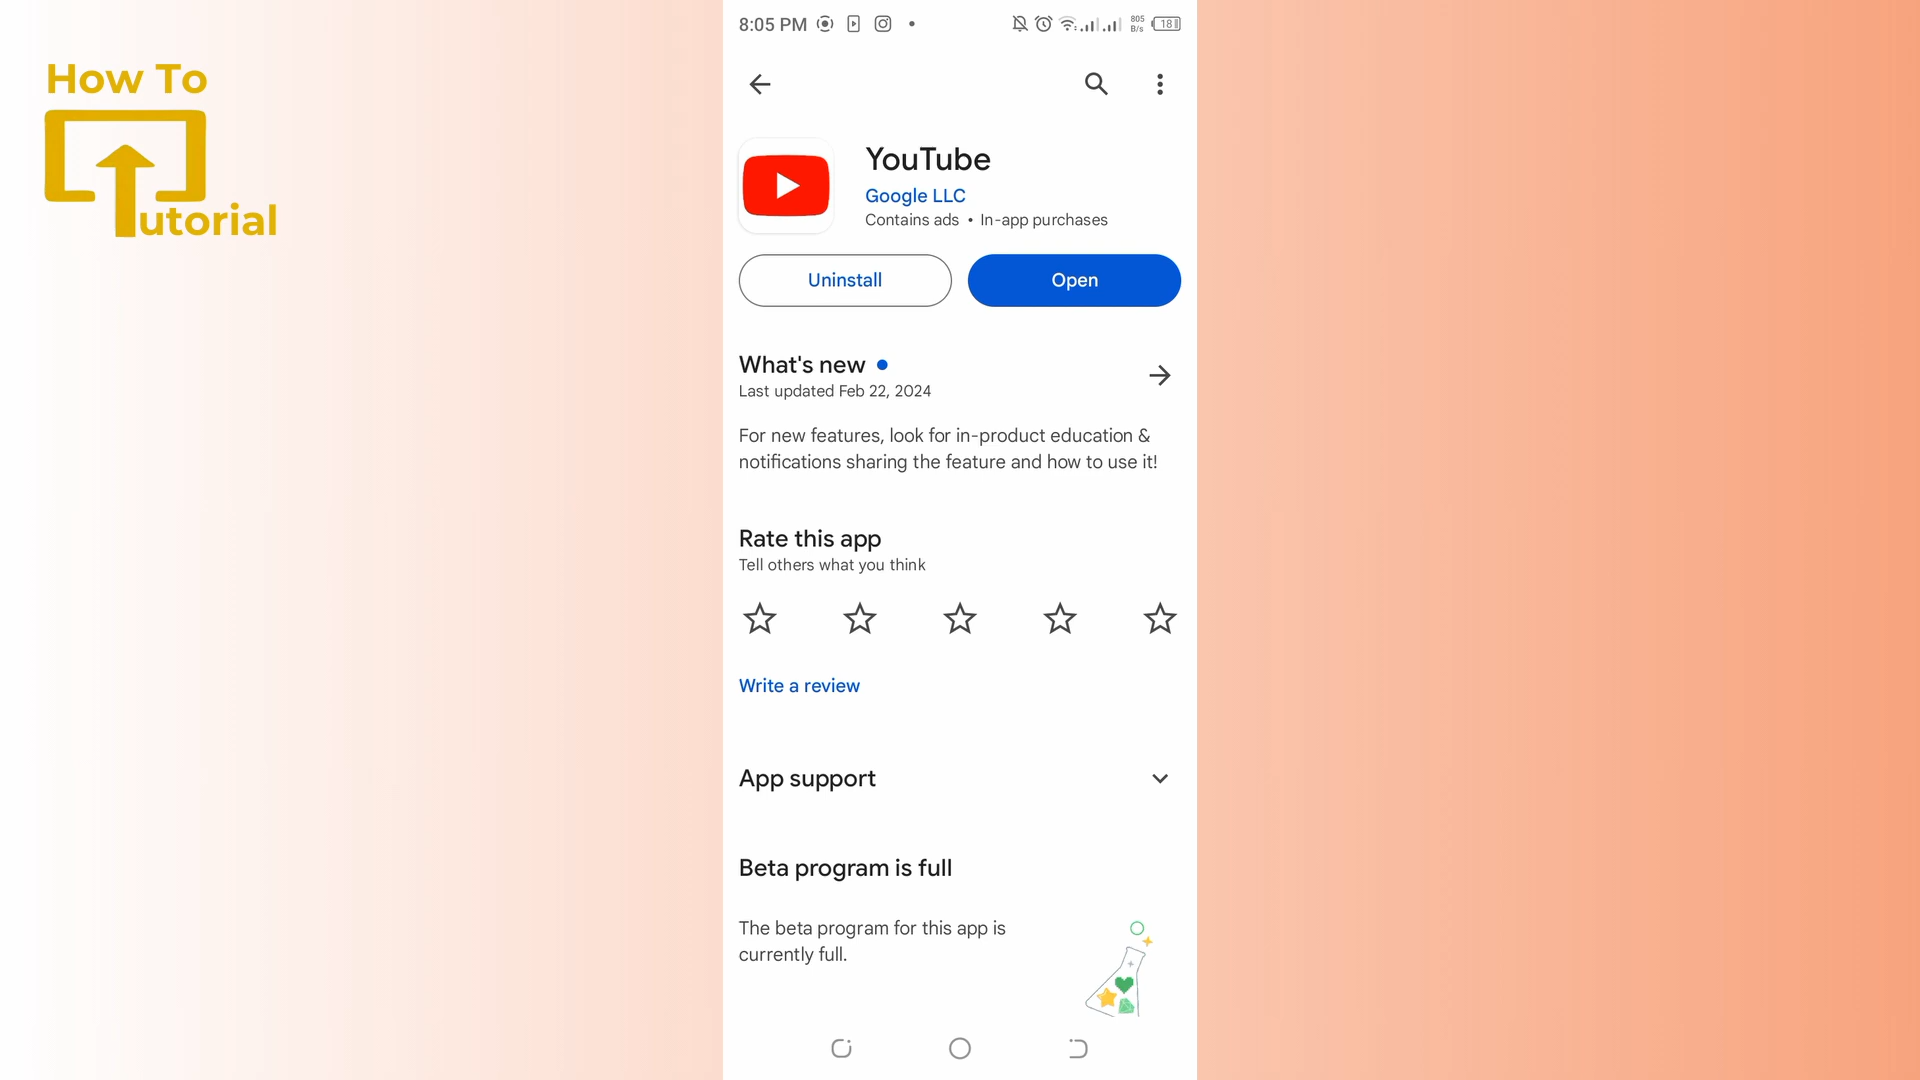 How To
utorial
8:05 PM
805
B/s
18
YouTube
Google LLC
Contains ads • In-app purchases
Uninstall
Open
What's new
Last updated Feb 22, 2024
For new features, look for in-product education &
notifications sharing the feature and how to use it!
Rate this app
Tell others what you think
Write a review
App support
Beta program is full
The beta program for this app is
currently full.